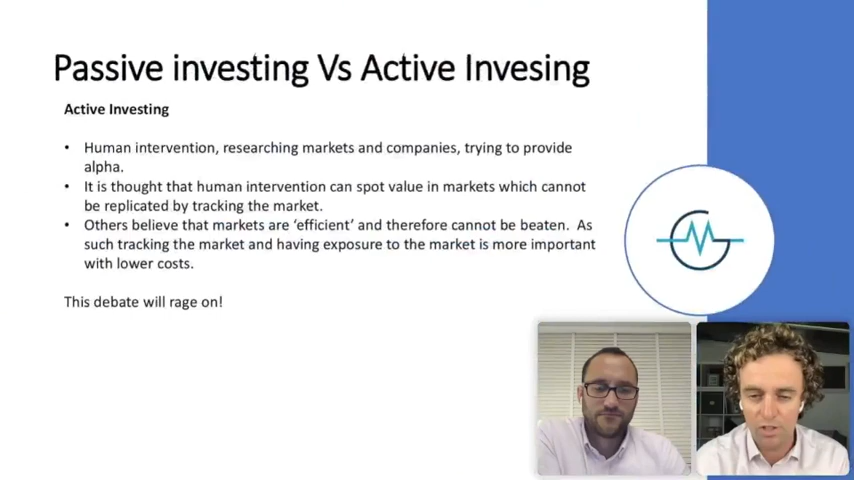 Passive investing Vs Active Invesing
Active Investing
• Human intervention, researching markets and companies, trying to provide
alpha.
• It is thought that human intervention can spot value in markets which cannot
be replicated by tracking the market.
• Others believe that markets are ‘efficient’ and therefore cannot be beaten. As
such tracking the market and having exposure to the market is more important
with lower costs.
This debate will rage on!